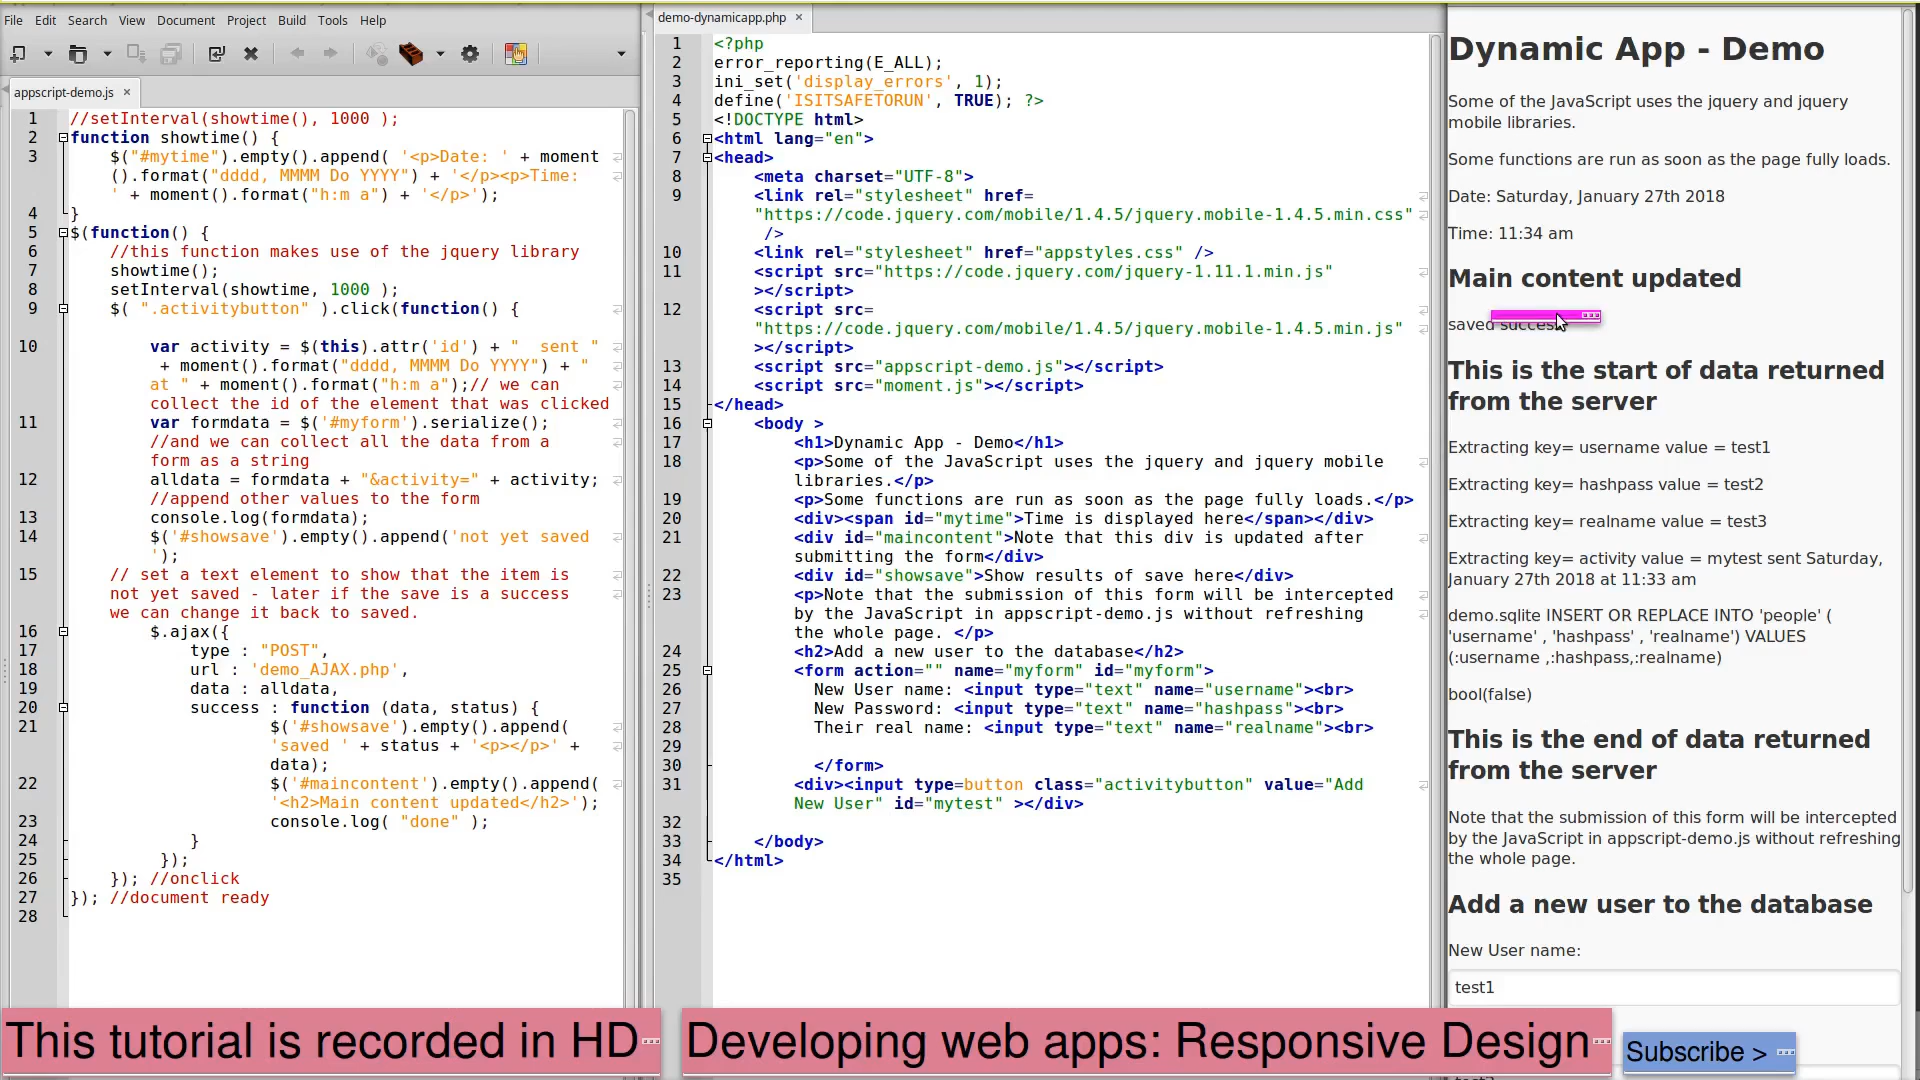 File Edit Search View Document Project Build Tools Help
appscript-demo.js ×
1 //setInterval(showtime(), 1000 );
2 function showtime() {
3 $("#mytime").empty().append( '<p>Date: ' + moment
().format("dddd, MMMM Do YYYY") + '</p><p>Time:
' + moment().format("h:m a") + '</p>');
4 }
5 $(function() {
6 //this function makes use of the jquery library
7 showtime();
8 setInterval(showtime, 1000 );
9 $( ".activitybutton" ).click(function() {
10 var activity = $(this).attr('id') + "  sent "
+ moment().format("dddd, MMMM Do YYYY") + "
at " + moment().format("h:m a");// we can
collect the id of the element that was clicked
11 var formdata = $('#myform').serialize();
//and we can collect all the data from a
form as a string
12 alldata = formdata + "&activity=" + activity;
//append other values to the form
13 console.log(formdata);
14 $('#showsave').empty().append('not yet saved
');
15 // set a text element to show that the item is
not yet saved - later if the save is a success
we can change it back to saved.
16 $.ajax({
17 type : "POST",
18 url : 'demo_AJAX.php',
19 data : alldata,
20 success : function (data, status) {
21 $('#showsave').empty().append(
'saved ' + status + '<p></p>' +
data);
22 $('#maincontent').empty().append(
'<h2>Main content updated</h2>');
23 console.log( "done" );
24 }
25 });
26 }); //onclick
27 }); //document ready
28
demo-dynamicapp.php ×
1 <?php
2 error_reporting(E_ALL);
3 ini_set('display_errors', 1);
4 define('ISITSAFETORUN', TRUE); ?>
5 <!DOCTYPE html>
6 <html lang="en">
7 <head>
8 <meta charset="UTF-8">
9 <link rel="stylesheet" href=
"https://code.jquery.com/mobile/1.4.5/jquery.mobile-1.4.5.min.css"
/>
10 <link rel="stylesheet" href="appstyles.css" />
11 <script src="https://code.jquery.com/jquery-1.11.1.min.js"
></script>
12 <script src=
"https://code.jquery.com/mobile/1.4.5/jquery.mobile-1.4.5.min.js"
></script>
13 <script src="appscript-demo.js"></script>
14 <script src="moment.js"></script>
15 </head>
16 <body >
17 <h1>Dynamic App - Demo</h1>
18 <p>Some of the JavaScript uses the jquery and jquery mobile
libraries.</p>
19 <p>Some functions are run as soon as the page fully loads.</p>
20 <div><span id="mytime">Time is displayed here</span></div>
21 <div id="maincontent">Note that this div is updated after
submitting the form</div>
22 <div id="showsave">Show results of save here</div>
23 <p>Note that the submission of this form will be intercepted
by the JavaScript in appscript-demo.js without refreshing
the whole page. </p>
24 <h2>Add a new user to the database</h2>
25 <form action="" name="myform" id="myform">
26 New User name: <input type="text" name="username"><br>
27 New Password: <input type="text" name="hashpass"><br>
28 Their real name: <input type="text" name="realname"><br>
29
30 </form>
31 <div><input type=button class="activitybutton" value="Add
New User" id="mytest" ></div>
32
33 </body>
34 </html>
35
Dynamic App - Demo
Some of the JavaScript uses the jquery and jquery
mobile libraries.
Some functions are run as soon as the page fully loads.
Date: Saturday, January 27th 2018
Time: 11:34 am
Main content updated
saved
This is the start of data returned
from the server
Extracting key= username value = test1
Extracting key= hashpass value = test2
Extracting key= realname value = test3
Extracting key= activity value = mytest sent Saturday,
January 27th 2018 at 11:33 am
demo.sqlite INSERT OR REPLACE INTO 'people' (
'username' , 'hashpass' , 'realname') VALUES
(:username ,:hashpass,:realname)
bool(false)
This is the end of data returned
from the server
Note that the submission of this form will be intercepted
by the JavaScript in appscript-demo.js without refreshing
the whole page.
Add a new user to the database
New User name:
test1
This tutorial is recorded in HD
Developing web apps: Responsive Design
Subscribe >